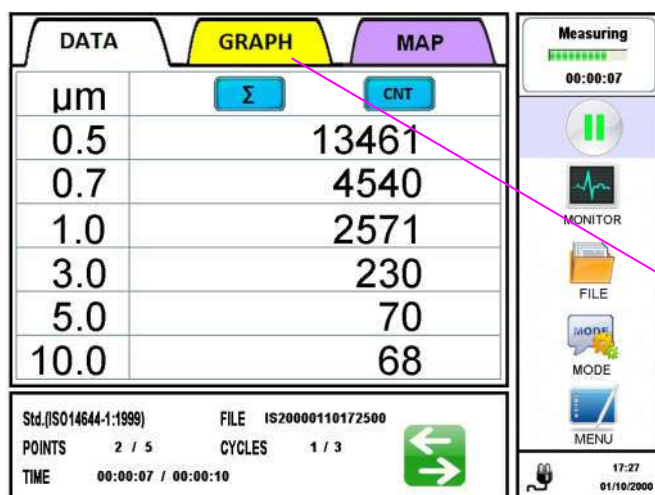 DATA GRAPH MAP
µm Σ CNT
0.5 13461
0.7 4540
1.0 2571
3.0 230
5.0 70
10.0 68
Std.(ISO14644-1:1999) FILE IS20000110172500
POINTS 2 / 5 CYCLES 1 / 3
TIME 00:00:07 / 00:00:10
Measuring
00:00:07
MONITOR
FILE
MODE
MODE
MENU
17:27
01/10/2000